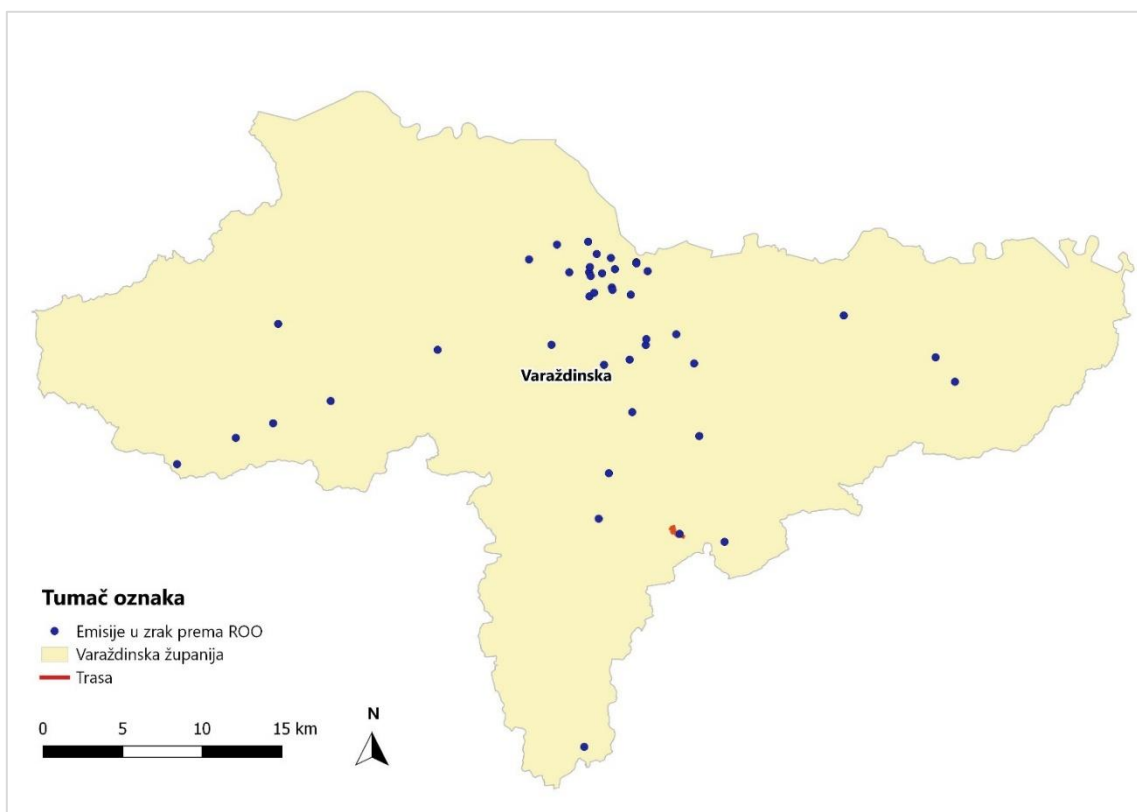 Varaždinska
Tumač oznaka
Emisije u zrak prema ROO
Varaždinska županija
Trasa
0 5 10 15 km
N